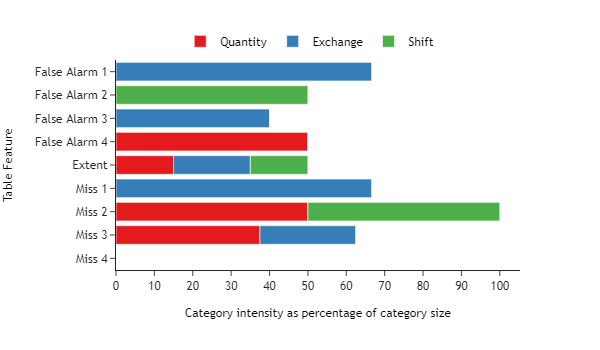 Quantity Exchange Shift
False Alarm 1
False Alarm 2
False Alarm 3
False Alarm 4
Extent
Miss 1
Miss 2
Miss 3
Miss 4
Table Feature
0 10 20 30 40 50 60 70 80 90 100
Category intensity as percentage of category size